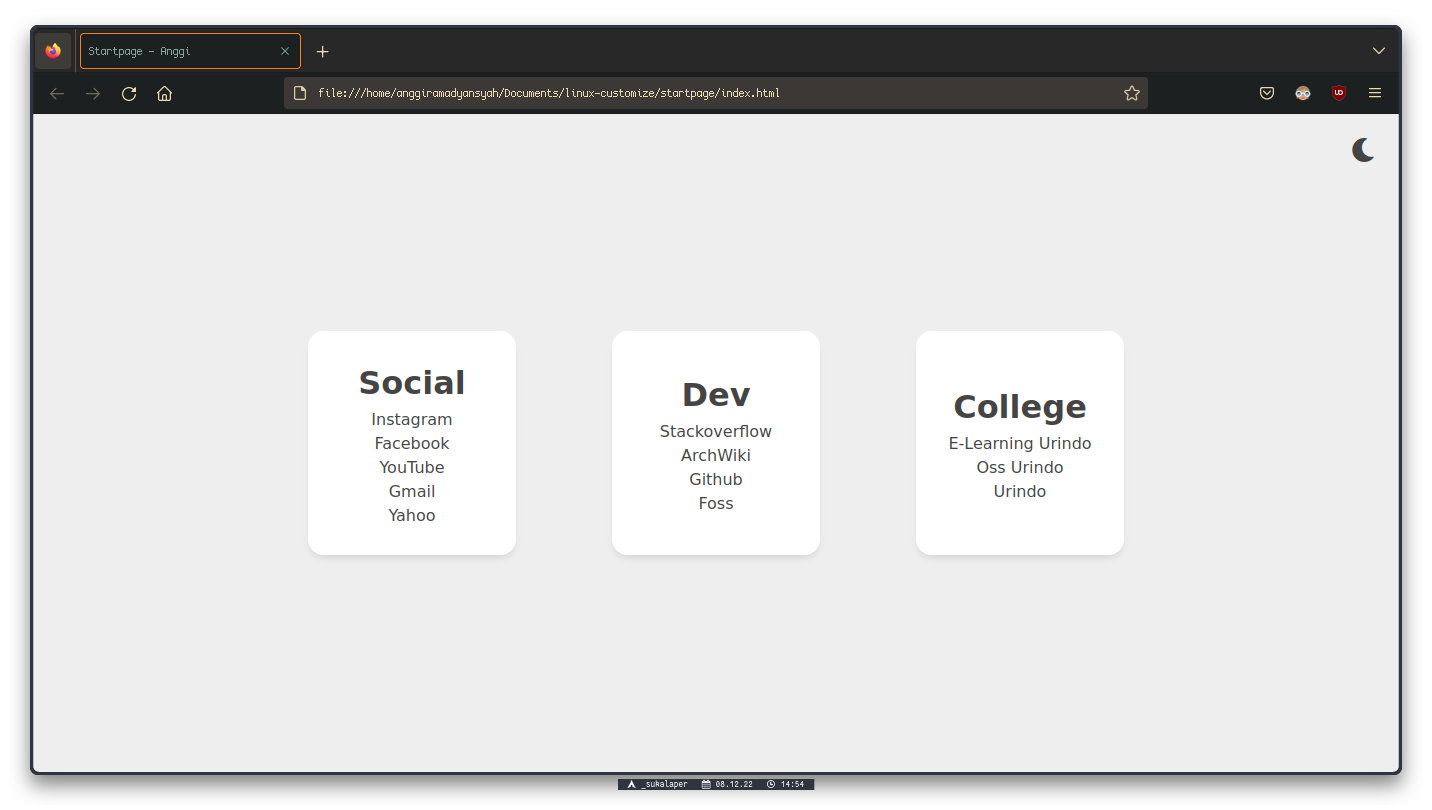 Startpage – Anggi
file:///home/anggiramadyansyah/Documents/linux-customize/startpage/index.html
Social
Instagram
Facebook
YouTube
Gmail
Yahoo
Dev
Stackoverflow
ArchWiki
Github
Foss
College
E-Learning Urindo
Oss Urindo
Urindo
_sukalaper 08.12.22 14:54